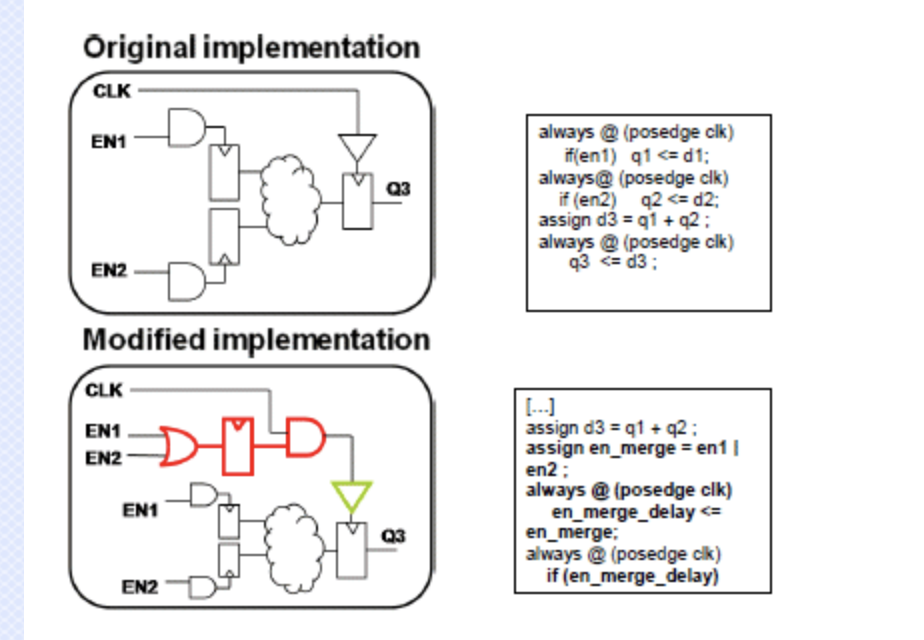 Original implementation
CLK
EN1
Q3
EN2
always @ (posedge clk)
if(en1) q1 <= d1;
always@ (posedge clk)
if (en2) q2 <= d2;
assign d3 = q1 + q2 ;
always @ (posedge clk)
q3 <= d3 ;
Modified implementation
CLK
EN1
EN2
EN1
Q3
EN2
[...]
assign d3 = q1 + q2 ;
assign en_merge = en1 |
en2 ;
always @ (posedge clk)
en_merge_delay <=
en_merge;
always @ (posedge clk)
if (en_merge_delay)